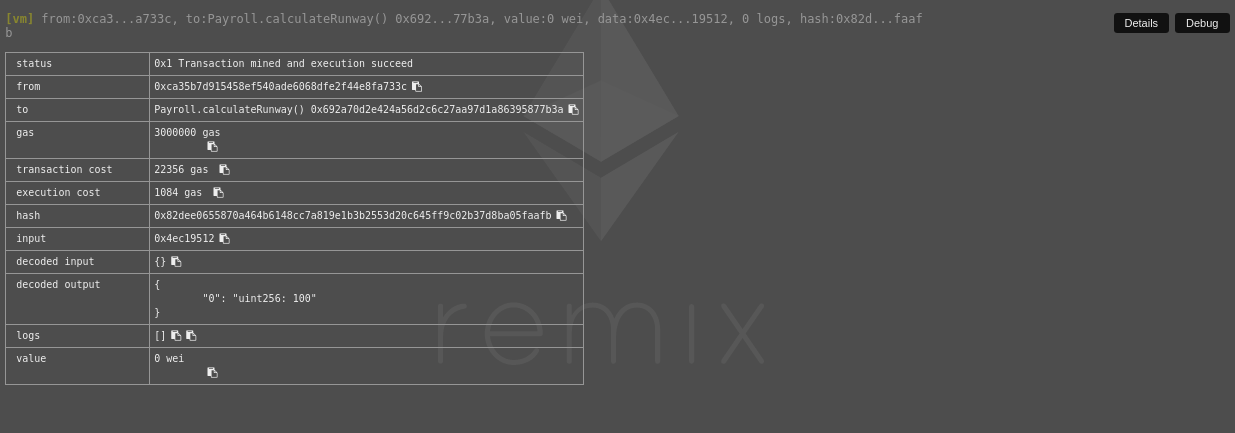 [vm] from:0xca3...a733c, to:Payroll.calculateRunway() 0x692...77b3a, value:0 wei, data:0x4ec...19512, 0 logs, hash:0x82d...faaf
b
Details Debug
status 0x1 Transaction mined and execution succeed
from 0xca35b7d915458ef540ade6068dfe2f44e8fa733c
to Payroll.calculateRunway() 0x692a70d2e424a56d2c6c27aa97d1a86395877b3a
gas 3000000 gas
transaction cost 22356 gas
execution cost 1084 gas
hash 0x82dee0655870a464b6148cc7a819e1b3b2553d20c645ff9c02b37d8ba05faafb
input 0x4ec19512
decoded input {}
decoded output {
"0": "uint256: 100"
}
logs []
value 0 wei
remix